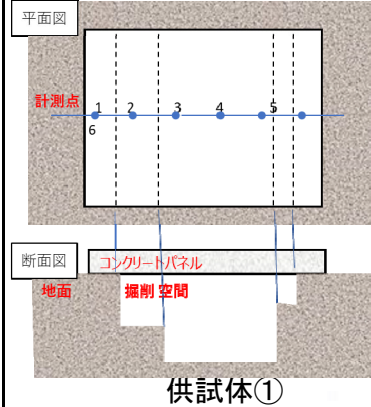 平面図
計測点
1 2 3 4 5
6
断面図
コンクリートパネル
地面 掘削 空間
供試体①